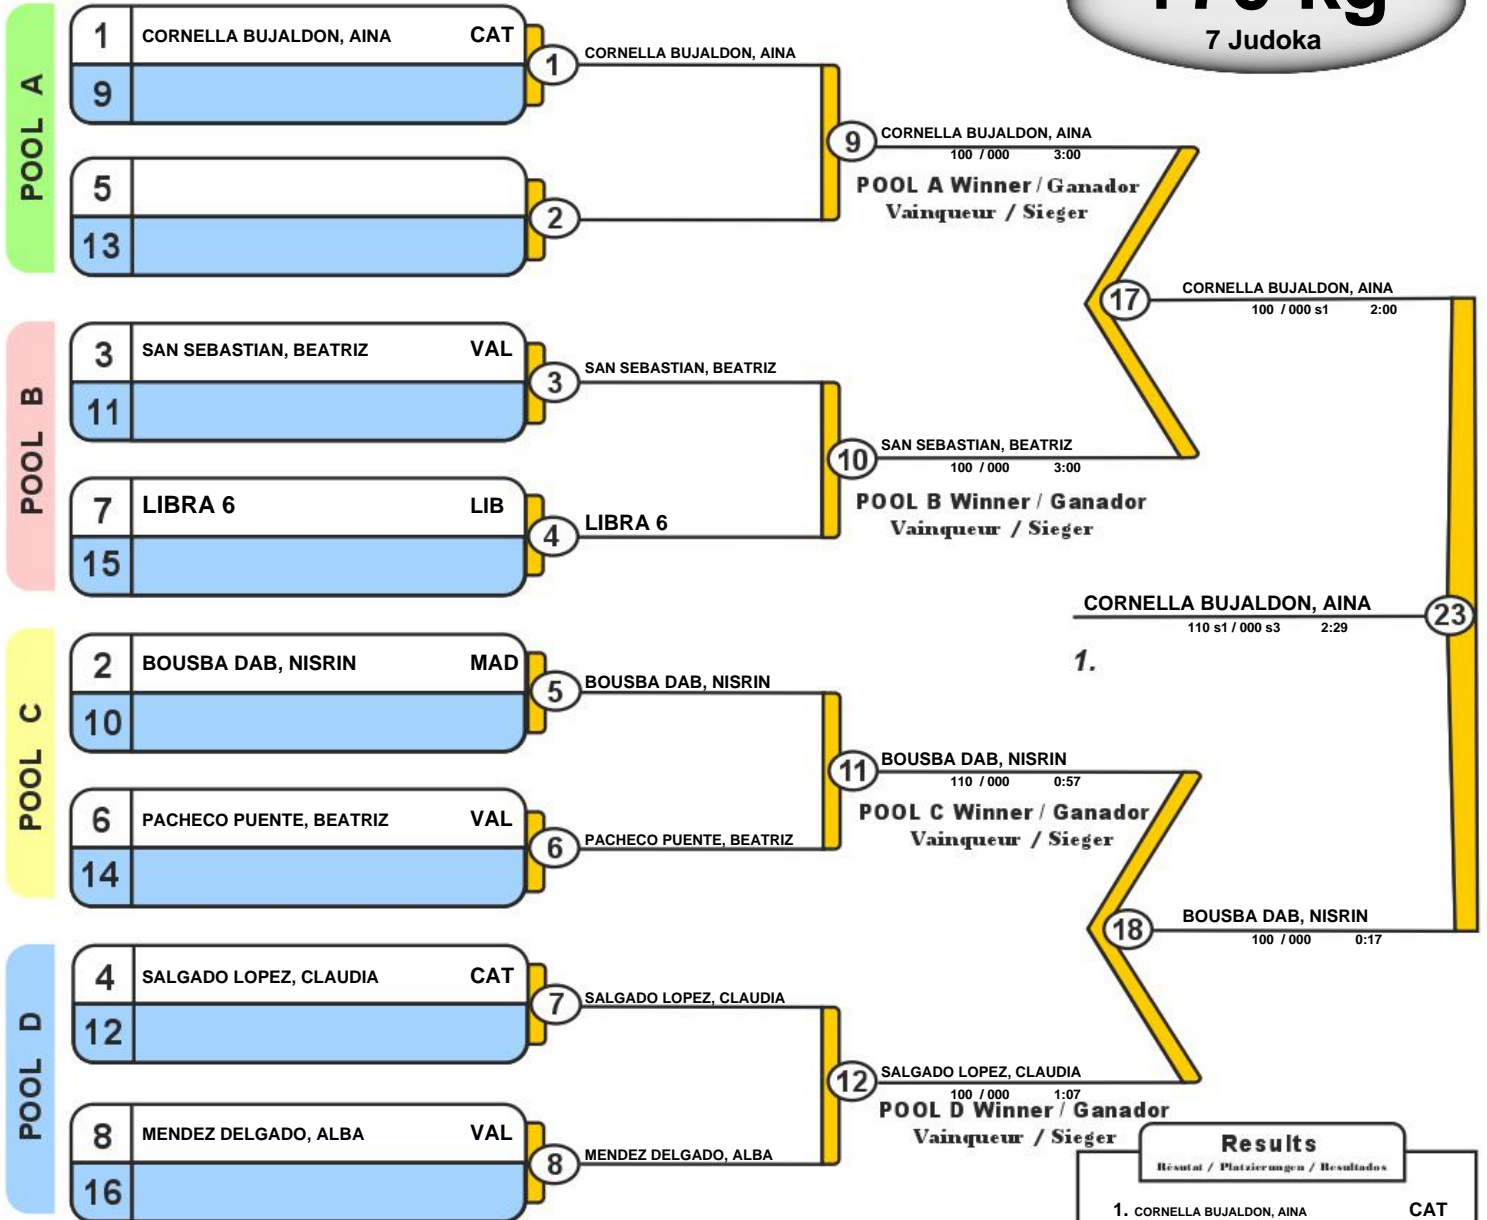 7 Judoka
POOL A
1 CORNELLA BUJALDON, AINA CAT
9
1 CORNELLA BUJALDON, AINA
5
13
2
9 CORNELLA BUJALDON, AINA
100 / 000 3:00
POOL A Winner / Ganador
Vainqueur / Sieger
POOL B
3 SAN SEBASTIAN, BEATRIZ VAL
11
3 SAN SEBASTIAN, BEATRIZ
7 LIBRA 6 LIB
15
4 LIBRA 6
10 SAN SEBASTIAN, BEATRIZ
100 / 000 3:00
POOL B Winner / Ganador
Vainqueur / Sieger
17 CORNELLA BUJALDON, AINA
100 / 000 s1 2:00
CORNELLA BUJALDON, AINA 23
110 s1 / 000 s3 2:29
1.
POOL C
2 BOUSBA DAB, NISRIN MAD
10
5 BOUSBA DAB, NISRIN
6 PACHECO PUENTE, BEATRIZ VAL
14
6 PACHECO PUENTE, BEATRIZ
11 BOUSBA DAB, NISRIN
110 / 000 0:57
POOL C Winner / Ganador
Vainqueur / Sieger
18 BOUSBA DAB, NISRIN
100 / 000 0:17
POOL D
4 SALGADO LOPEZ, CLAUDIA CAT
12
7 SALGADO LOPEZ, CLAUDIA
8 MENDEZ DELGADO, ALBA VAL
16
8 MENDEZ DELGADO, ALBA
12 SALGADO LOPEZ, CLAUDIA
100 / 000 1:07
POOL D Winner / Ganador
Vainqueur / Sieger
Results
Résutat / Platzierungen / Resultados
1. CORNELLA BUJALDON, AINA CAT